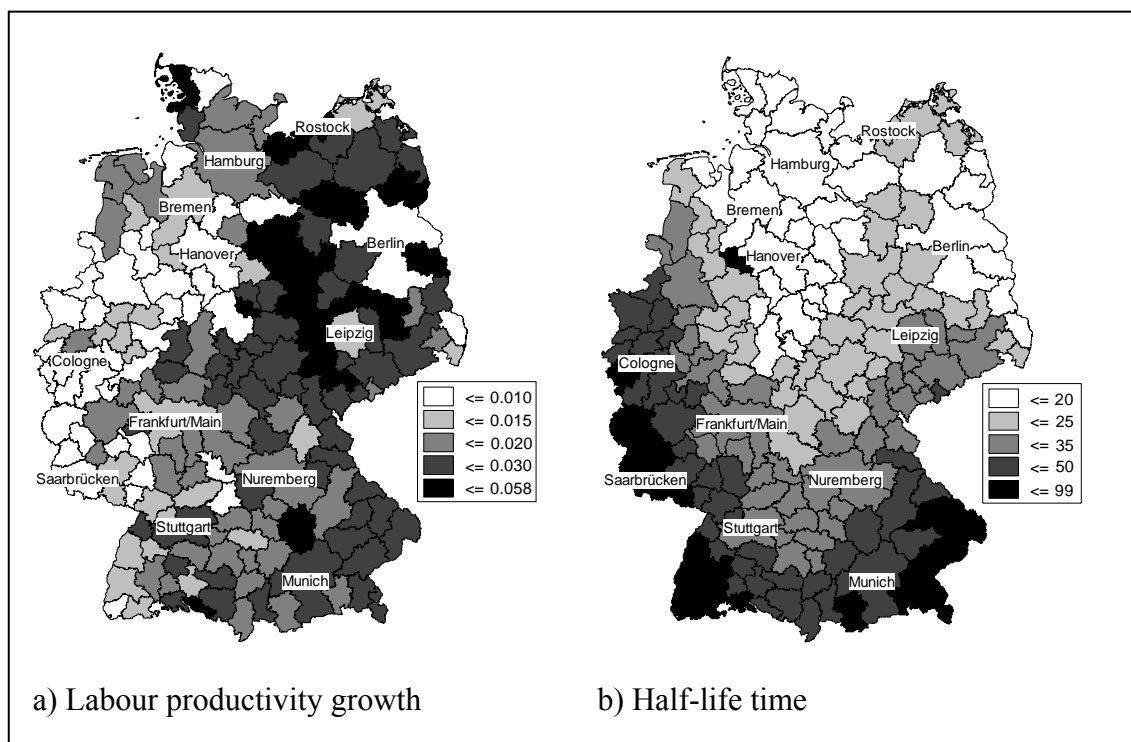 Rostock
Hamburg
Bremen
Berlin
Hanover
Leipzig
Cologne
Frankfurt/Main
Saarbrücken
Nuremberg
Stuttgart
Munich
<= 0.010
<= 0.015
<= 0.020
<= 0.030
<= 0.058
a) Labour productivity growth
Rostock
Hamburg
Bremen
Berlin
Hanover
Leipzig
Cologne
Frankfurt/Main
Saarbrücken
Nuremberg
Stuttgart
Munich
<= 20
<= 25
<= 35
<= 50
<= 99
b) Half-life time